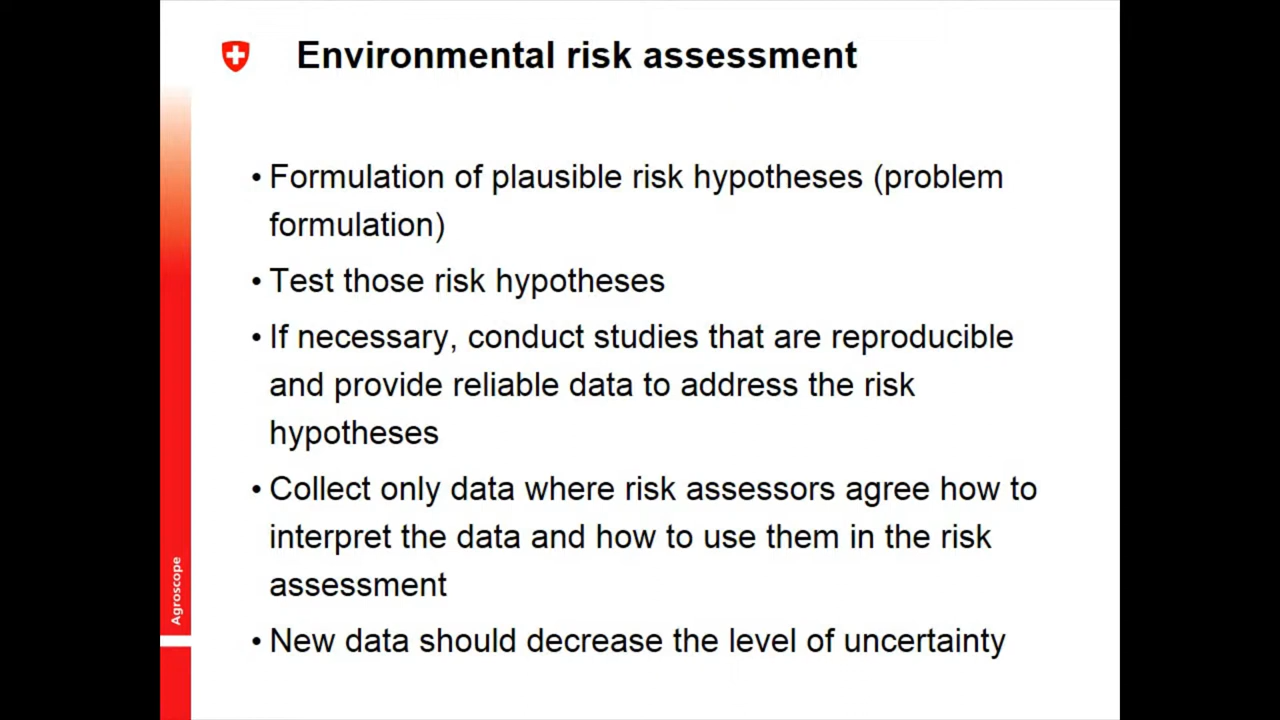 Environmental risk assessment
• Formulation of plausible risk hypotheses (problem
formulation)
• Test those risk hypotheses
• If necessary, conduct studies that are reproducible
and provide reliable data to address the risk
hypotheses
• Collect only data where risk assessors agree how to
interpret the data and how to use them in the risk
assessment
• New data should decrease the level of uncertainty
Agroscope